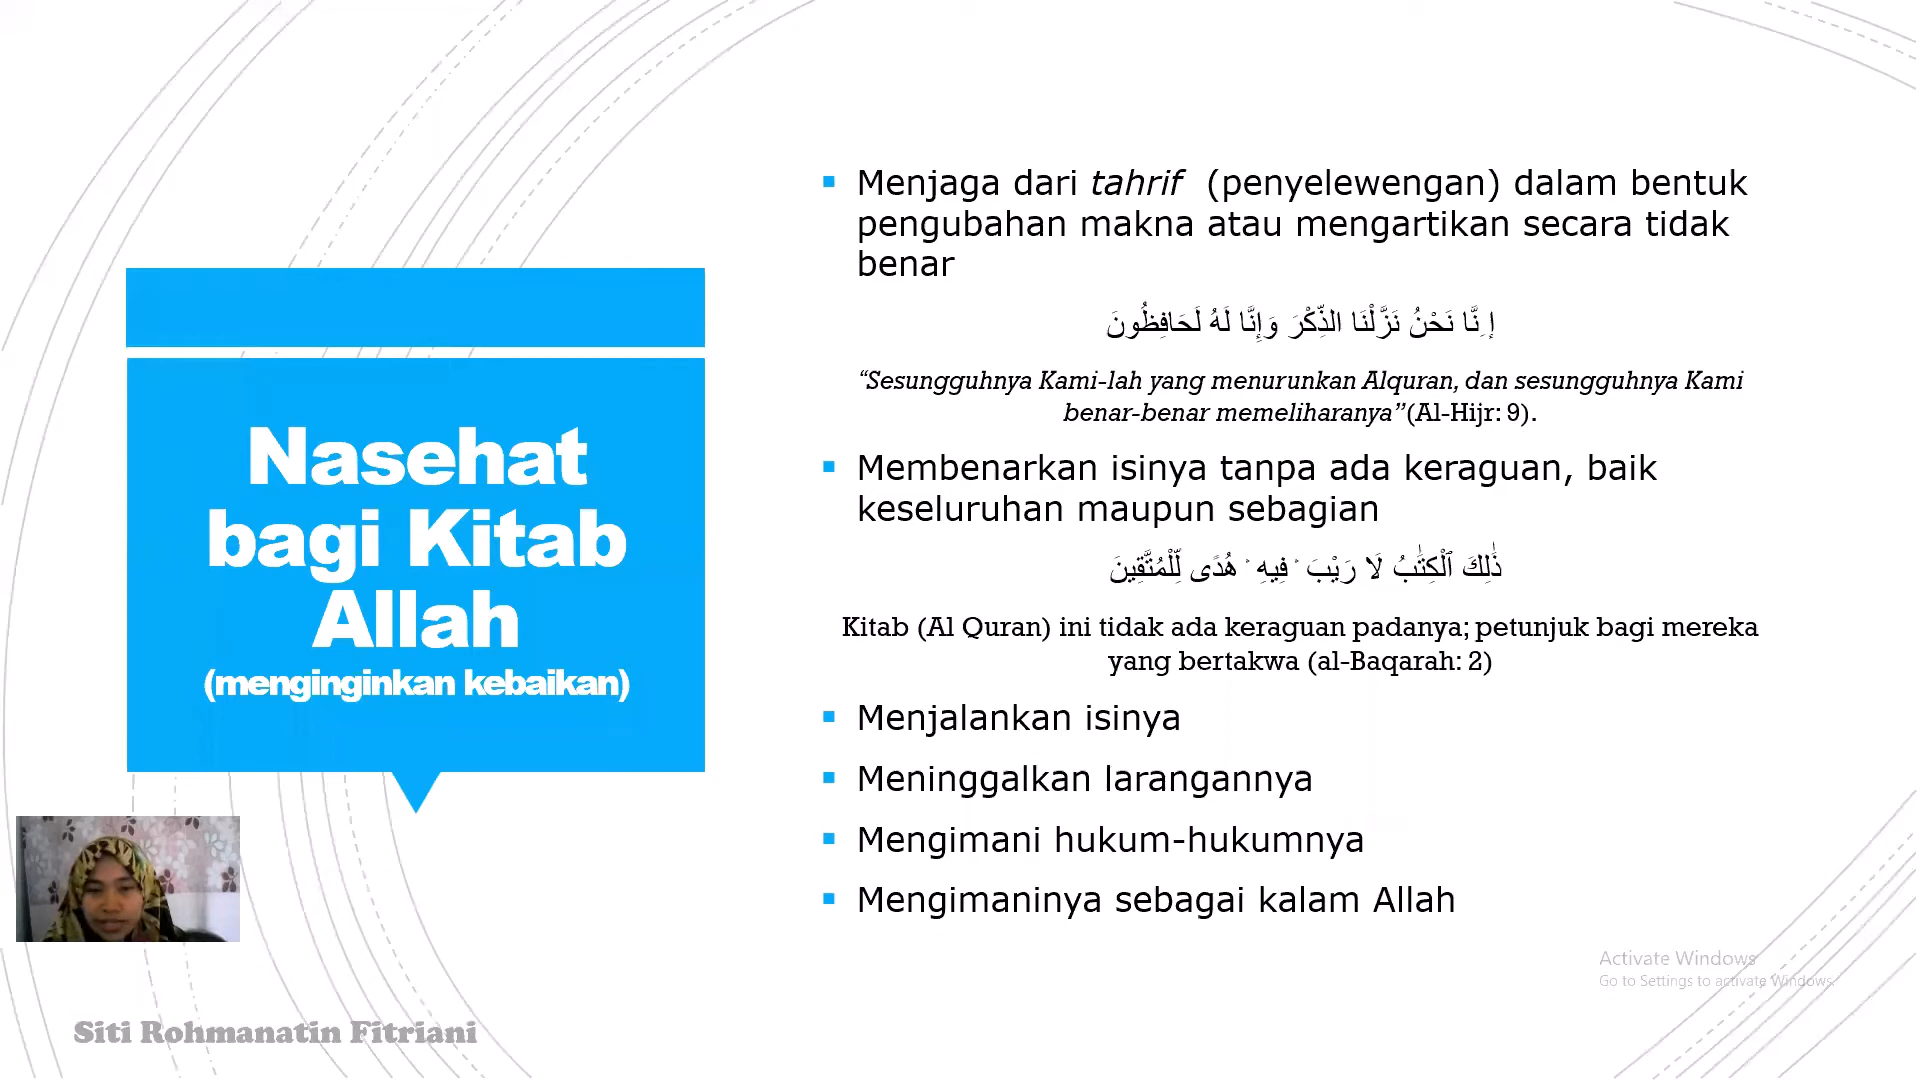 Nasehat
bagi Kitab
Allah
(menginginkan kebaikan)
Menjaga dari tahrif (penyelewengan) dalam bentuk
pengubahan makna atau mengartikan secara tidak
benar
إِنَّا نَحْنُ نَزَّلْنَا الذِّكْرَ وَإِنَّا لَهُ لَحَافِظُونَ
“Sesungguhnya Kami-lah yang menurunkan Alquran, dan sesungguhnya Kami
benar-benar memeliharanya” (Al-Hijr: 9).
Membenarkan isinya tanpa ada keraguan, baik
keseluruhan maupun sebagian
ذَٰلِكَ ٱلْكِتَٰبُ لَا رَيْبَ ۛ فِيهِ ۛ هُدًى لِّلْمُتَّقِينَ
Kitab (Al Quran) ini tidak ada keraguan padanya; petunjuk bagi mereka
yang bertakwa (al-Baqarah: 2)
Menjalankan isinya
Meninggalkan larangannya
Mengimani hukum-hukumnya
Mengimaninya sebagai kalam Allah
Activate Windows
Go to Settings to activate Windows.
Siti Rohmanatin Fitriani